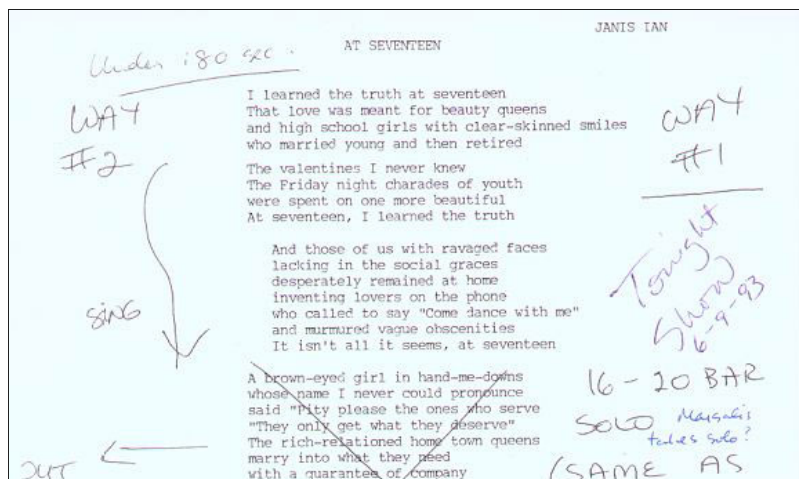 JANIS IAN
AT SEVENTEEN
Under 180 sec.
WAY
#2
I learned the truth at seventeen
That love was meant for beauty queens
and high school girls with clear-skinned smiles
who married young and then retired
WAY
#1
The valentines I never knew
The Friday night charades of youth
were spent on one more beautiful
At seventeen, I learned the truth
Tonight
Show
6-9-93
And those of us with ravaged faces
lacking in the social graces
desperately remained at home
inventing lovers on the phone
who called to say "Come dance with me"
and murmured vague obscenities
It isn't all it seems, at seventeen
SING
A brown-eyed girl in hand-me-downs
whose name I never could pronounce
said "Pity please the ones who serve
"They only get what they deserve"
The rich-relationed home town queens
marry into what they need
with a guarantee of company
16-20 BAR
SOLO
Marsalis
takes solo?
(SAME AS
OUT